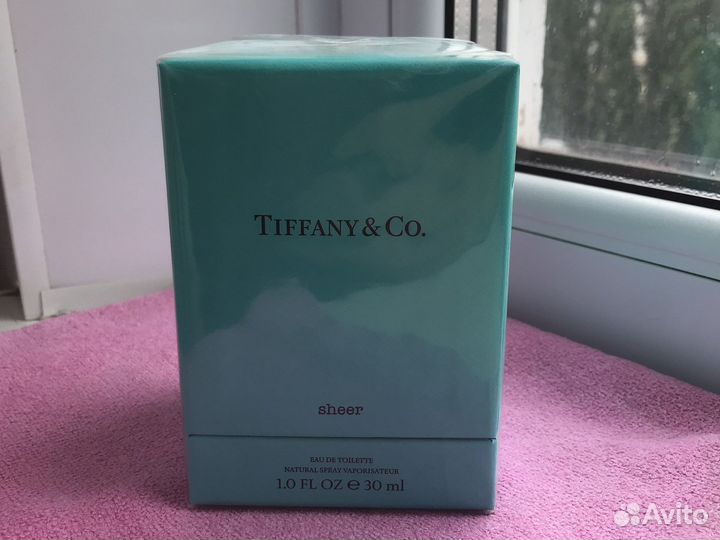 TIFFANY & CO.
sheer
EAU DE TOILETTE
NATURAL SPRAY VAPORISATEUR
1.0 FL OZ e 30 ml
Avito